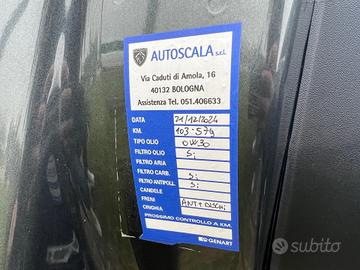 AUTOSCALA s.r.l.
Via Caduti di Amola, 16
40132 BOLOGNA
Assistenza Tel. 051.406633
DATA 21/12/2024
KM. 103.579
TIPO OLIO 0W30
FILTRO OLIO Si
FILTRO ARIA
FILTRO CARB. Si
FILTRO ANTIPOLL. Si
CANDELE
FRENI ANT + DISCHI
CINGHIA
PROSSIMO CONTROLLO A KM.
GENART
subito